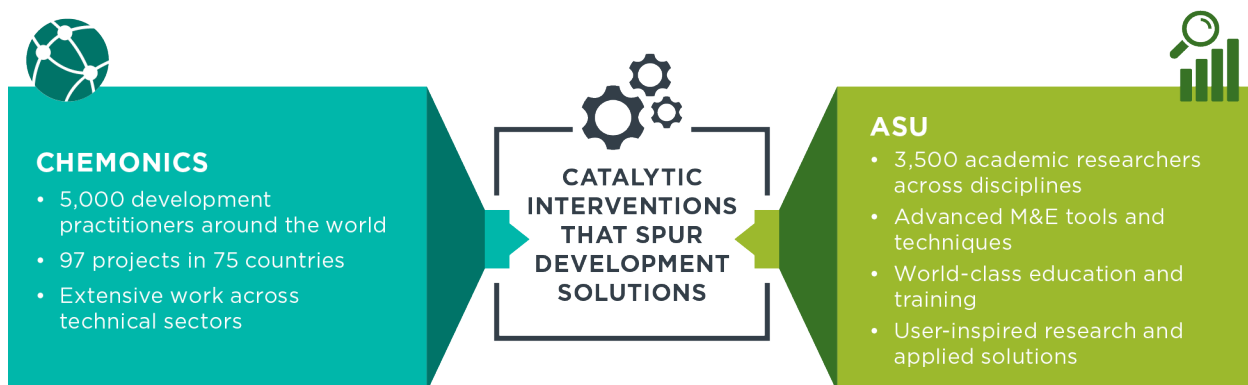 CHEMONICS
• 5,000 development
practitioners around the world
• 97 projects in 75 countries
• Extensive work across
technical sectors
CATALYTIC
INTERVENTIONS
THAT SPUR
DEVELOPMENT
SOLUTIONS
ASU
• 3,500 academic researchers
across disciplines
• Advanced M&E tools and
techniques
• World-class education and
training
• User-inspired research and
applied solutions